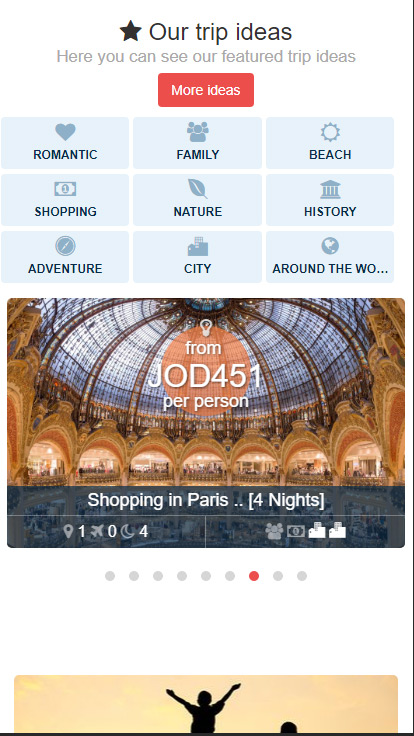 Our trip ideas
Here you can see our featured trip ideas
More ideas
ROMANTIC
FAMILY
BEACH
SHOPPING
NATURE
HISTORY
ADVENTURE
CITY
AROUND THE WO...
from
JOD451
per person
Shopping in Paris .. [4 Nights]
1 0 4